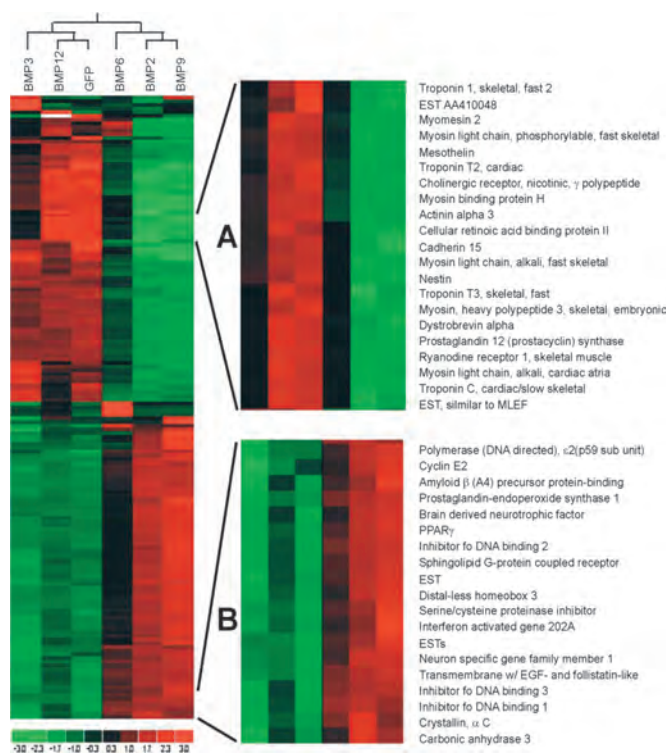 BMP3
BMP12
GFP
BMP6
BMP2
BMP9
A
Troponin 1, skeletal, fast 2
EST AA410048
Myomesin 2
Myosin light chain, phosphorylable, fast skeletal
Mesothelin
Troponin T2, cardiac
Cholinergic receptor, nicotinic, γ polypeptide
Myosin binding protein H
Actinin alpha 3
Cellular retinoic acid binding protein II
Cadherin 15
Myosin light chain, alkali, fast skeletal
Nestin
Troponin T3, skeletal, fast
Myosin, heavy polypeptide 3, skeletal, embryonic
Dystrobrevin alpha
Prostaglandin 12 (prostacyclin) synthase
Ryanodine receptor 1, skeletal muscle
Myosin light chain, alkali, cardiac atria
Troponin C, cardiac/slow skeletal
EST, silmilar to MLEF
B
Polymerase (DNA directed), ε2(p59 sub unit)
Cyclin E2
Amyloid β (A4) precursor protein-binding
Prostaglandin-endoperoxide synthase 1
Brain derived neurotrophic factor
PPARγ
Inhibitor fo DNA binding 2
Sphingolipid G-protein coupled receptor
EST
Distal-less homeobox 3
Serine/cysteine proteinase inhibitor
Interferon activated gene 202A
ESTs
Neuron specific gene family member 1
Transmembrane w/ EGF- and follistatin-like
Inhibitor fo DNA binding 3
Inhibitor fo DNA binding 1
Crystallin, α C
Carbonic anhydrase 3
-3.0 -2.3 -1.7 -1.0 -0.3 0.3 1.0 1.7 2.3 3.0